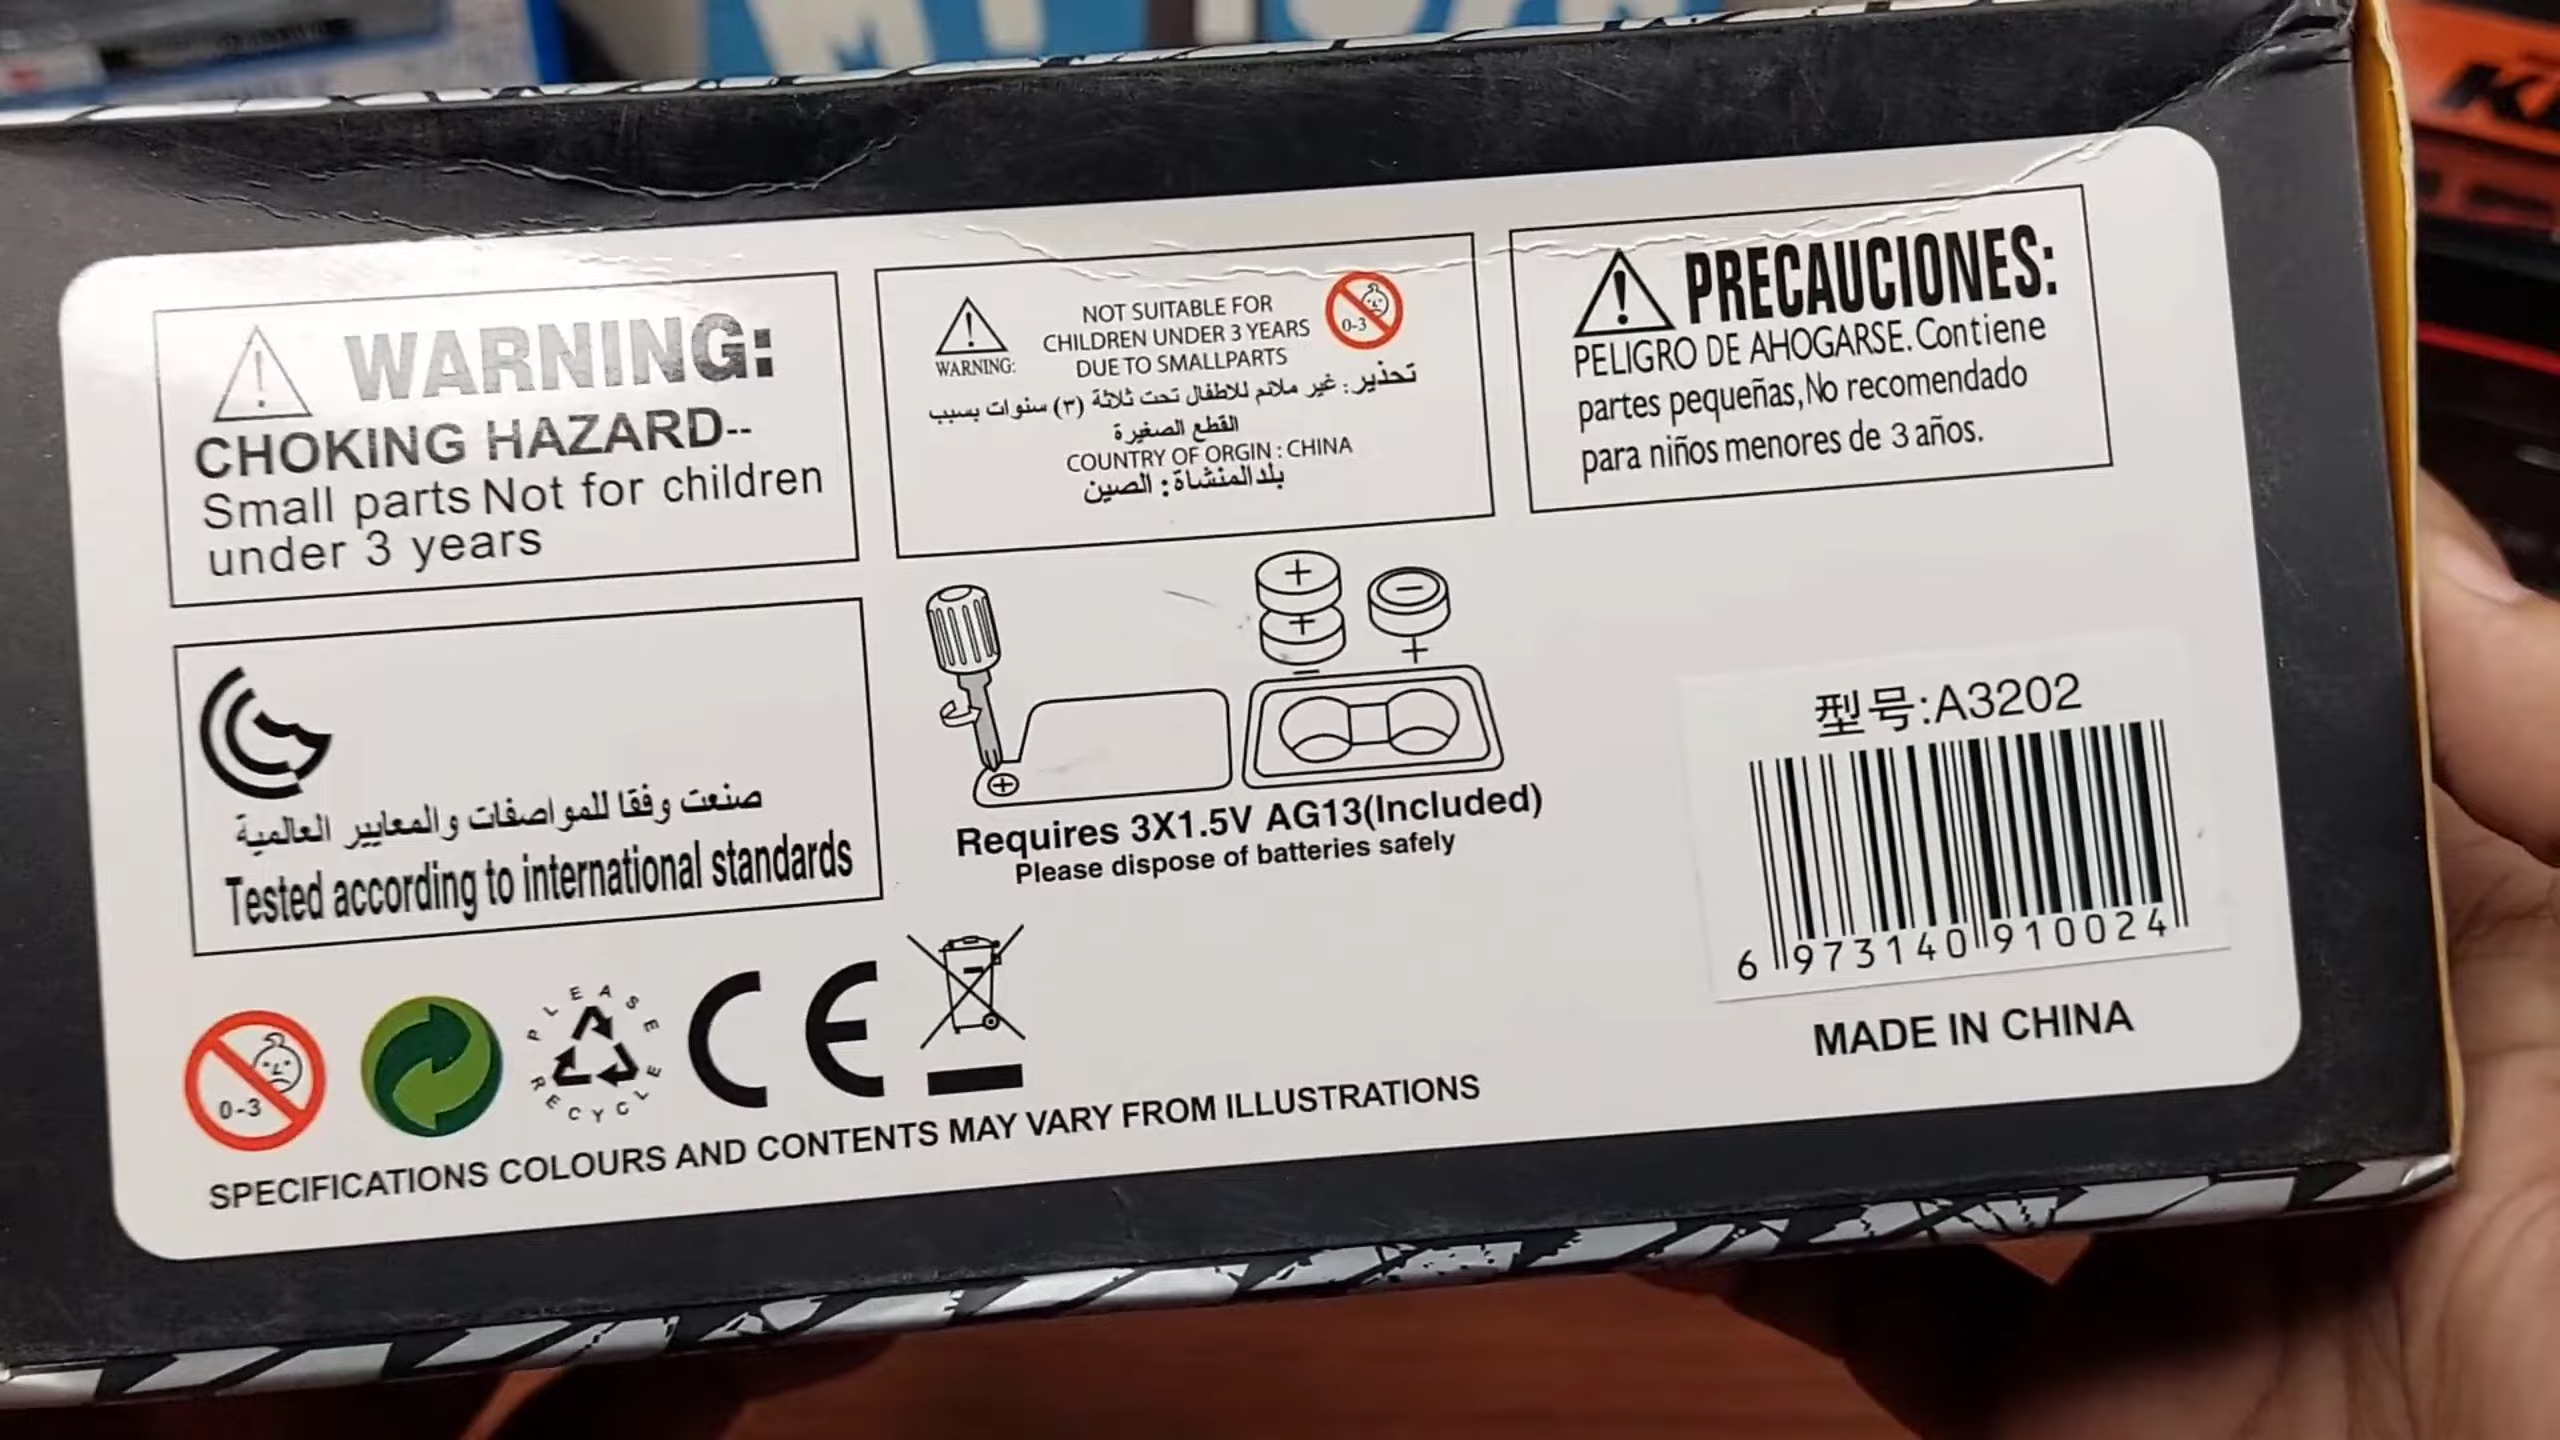 WARNING:
CHOKING HAZARD--
Small parts Not for children
under 3 years
WARNING:
NOT SUITABLE FOR
CHILDREN UNDER 3 YEARS
DUE TO SMALLPARTS
0-3
تحذير: غير ملائم للاطفال تحت ثلاثة (٣) سنوات بسبب
القطع الصغيرة
COUNTRY OF ORGIN : CHINA
بلدالمنشاة : الصين
PRECAUCIONES:
PELIGRO DE AHOGARSE. Contiene
partes pequeñas, No recomendado
para niños menores de 3 años.
صنعت وفقا للمواصفات والمعايير العالمية
Tested according to international standards
Requires 3X1.5V AG13(Included)
Please dispose of batteries safely
型号:A3202
6 973140 910024
MADE IN CHINA
0-3
PLEASE RECYCLE
CE
SPECIFICATIONS COLOURS AND CONTENTS MAY VARY FROM ILLUSTRATIONS